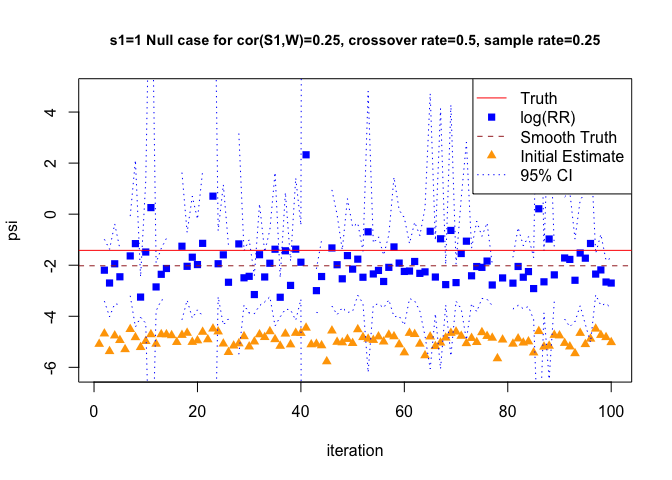 s1=1 Null case for cor(S1,W)=0.25, crossover rate=0.5, sample rate=0.25
Truth
log(RR)
Smooth Truth
Initial Estimate
95% CI
psi
4
2
0
-2
-4
-6
0 20 40 60 80 100
iteration